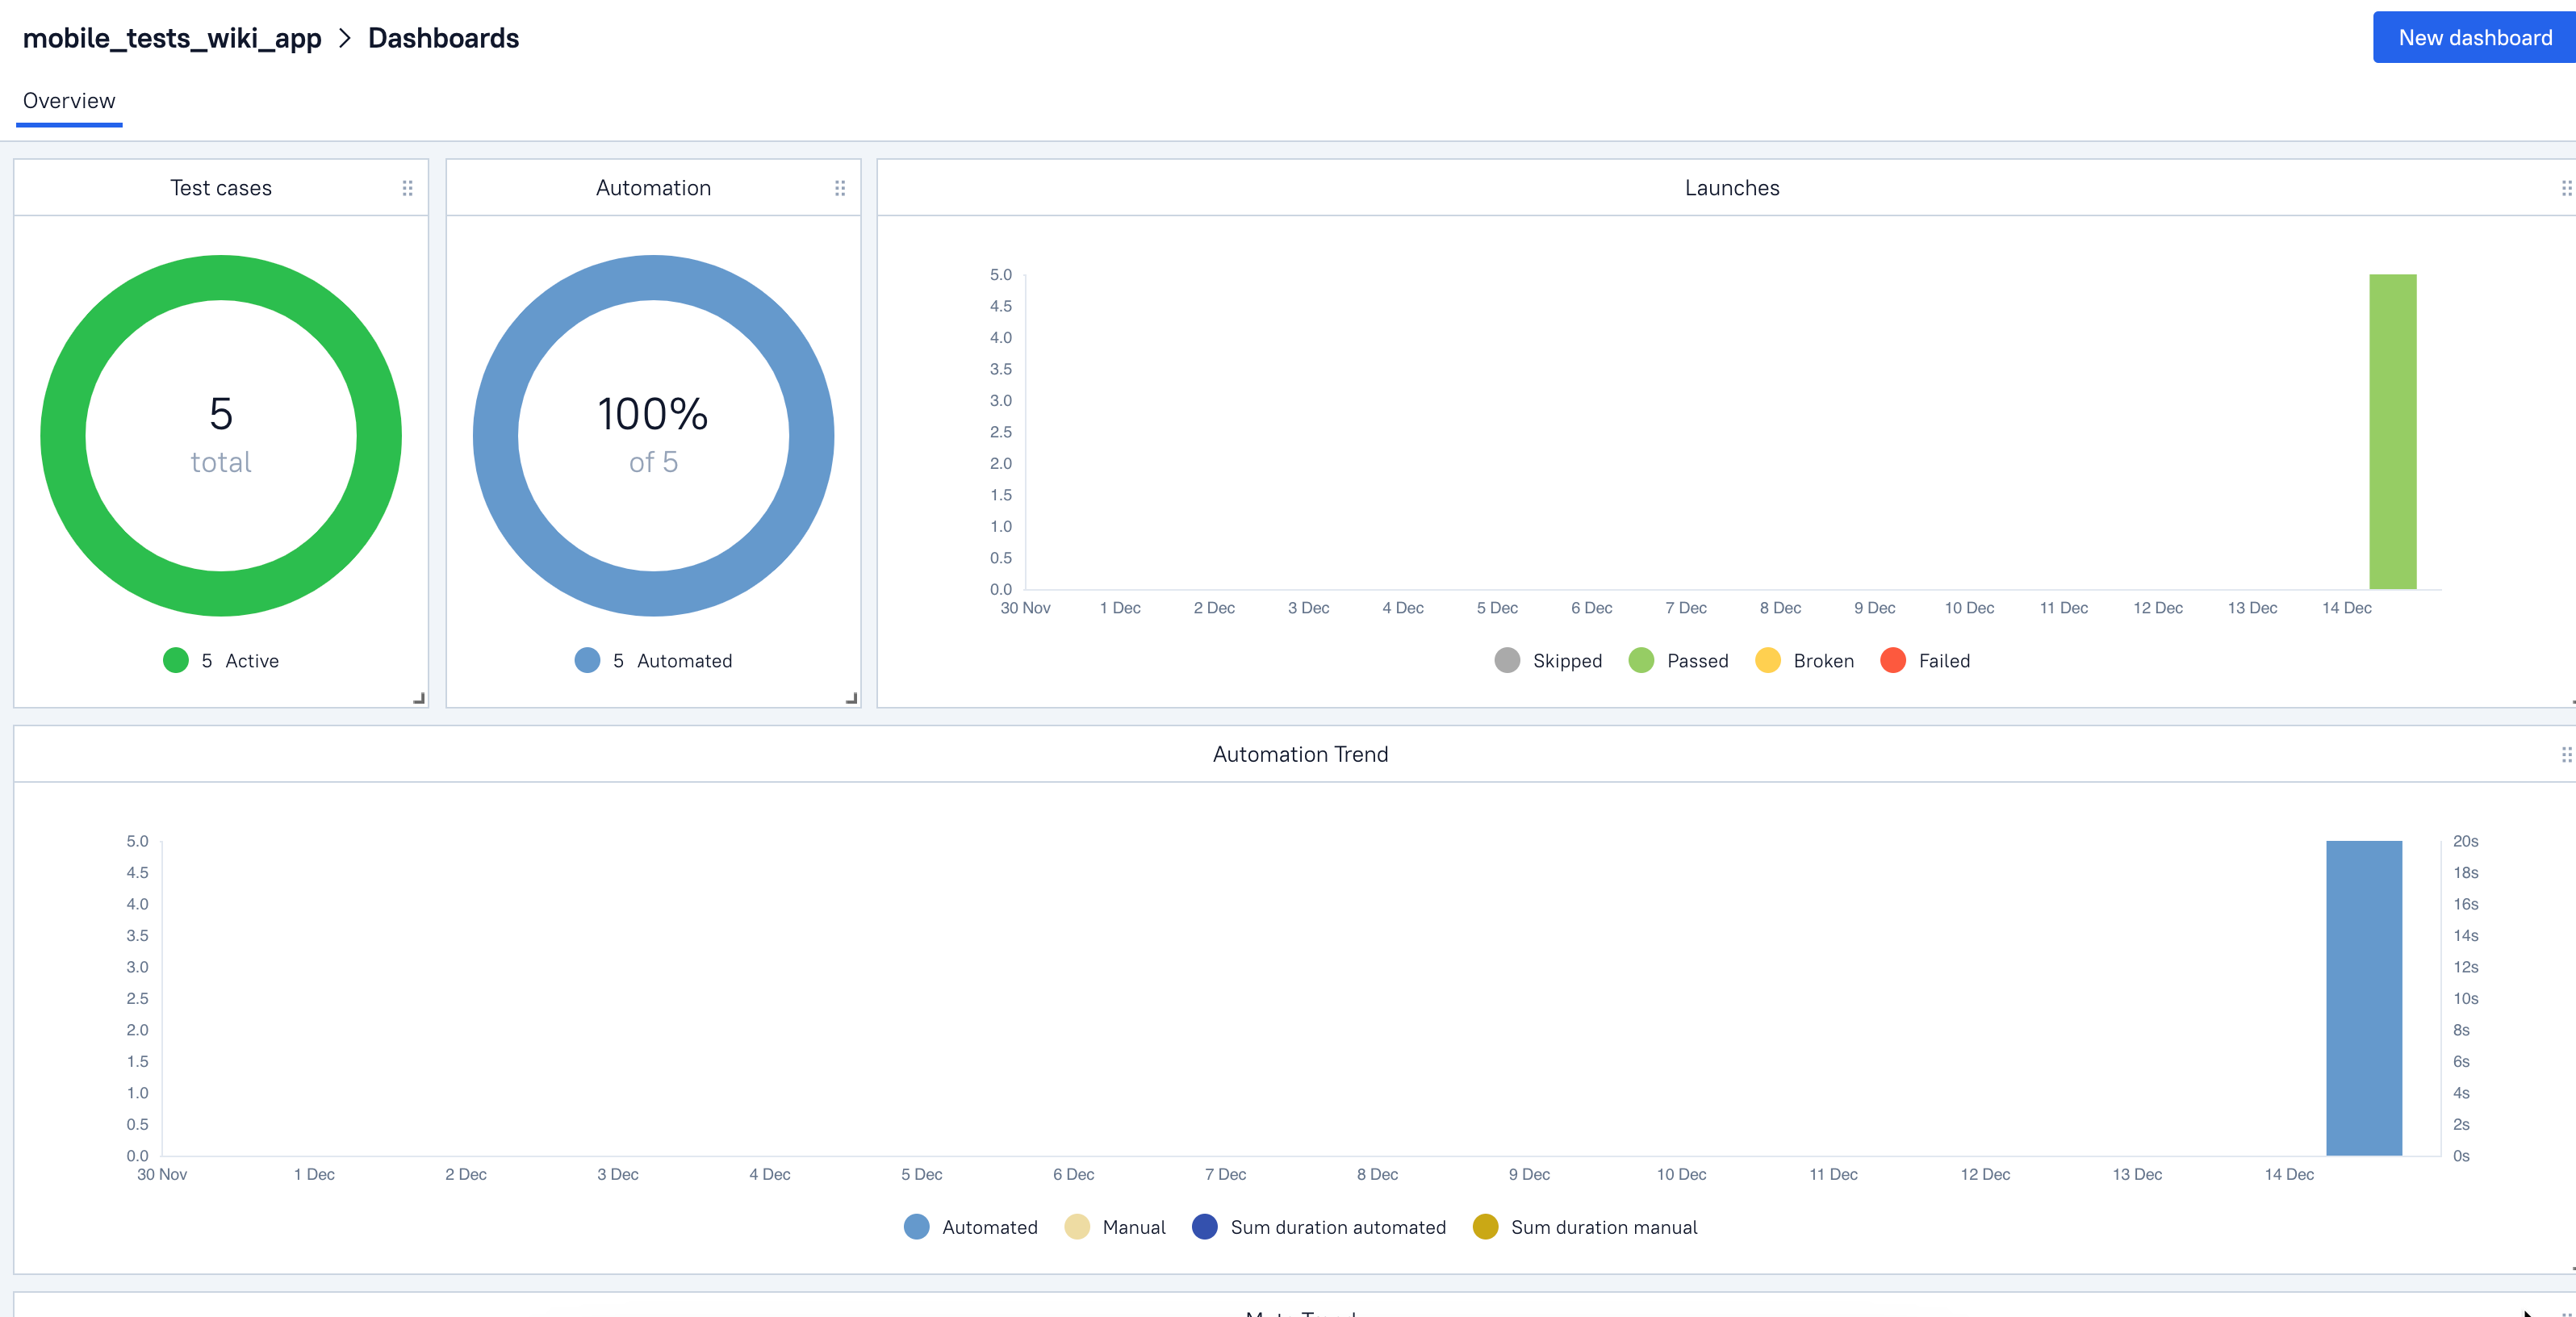 mobile_tests_wiki_app > Dashboards
New dashboard
Overview
Test cases
5
total
5 Active
Automation
100%
of 5
5 Automated
Launches
5.0
4.5
4.0
3.5
3.0
2.5
2.0
1.5
1.0
0.5
0.0
30 Nov 1 Dec 2 Dec 3 Dec 4 Dec 5 Dec 6 Dec 7 Dec 8 Dec 9 Dec 10 Dec 11 Dec 12 Dec 13 Dec 14 Dec
Skipped Passed Broken Failed
Automation Trend
5.0 20s
4.5 18s
4.0 16s
3.5 14s
3.0 12s
2.5 10s
2.0 8s
1.5 6s
1.0 4s
0.5 2s
0.0 0s
30 Nov 1 Dec 2 Dec 3 Dec 4 Dec 5 Dec 6 Dec 7 Dec 8 Dec 9 Dec 10 Dec 11 Dec 12 Dec 13 Dec 14 Dec
Automated Manual Sum duration automated Sum duration manual